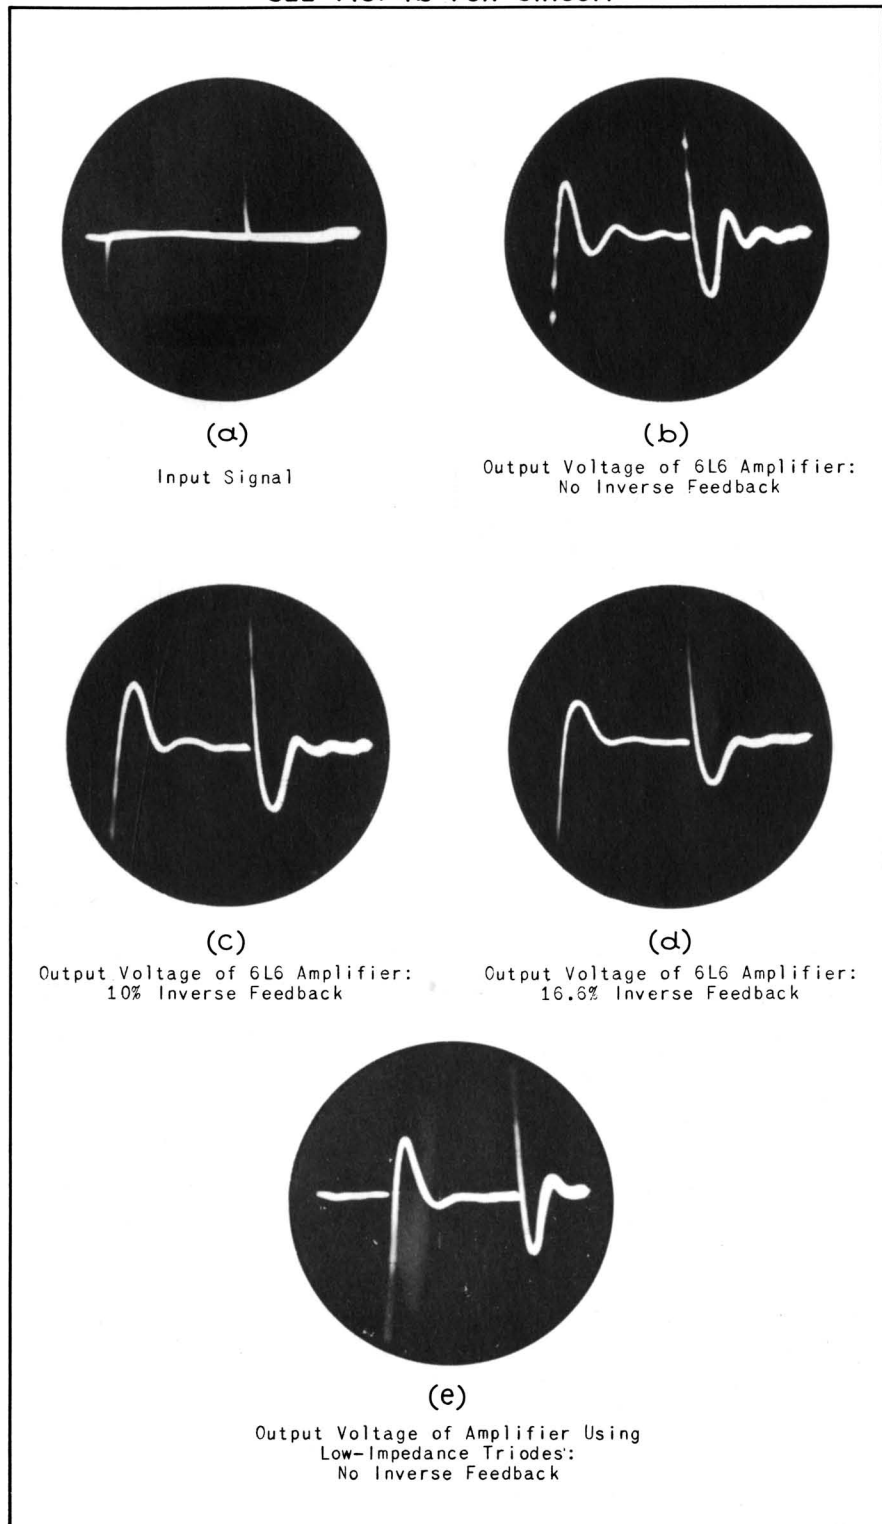 (a)
Input Signal
(b)
Output Voltage of 6L6 Amplifier:
No Inverse Feedback
(c)
Output Voltage of 6L6 Amplifier:
10% Inverse Feedback
(d)
Output Voltage of 6L6 Amplifier:
16.6% Inverse Feedback
(e)
Output Voltage of Amplifier Using
Low-Impedance Triodes:
No Inverse Feedback